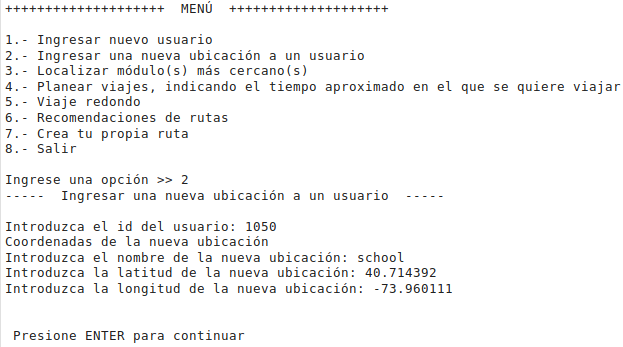 ++++++++++++++++++++  MENÚ  ++++++++++++++++++++
1.- Ingresar nuevo usuario
2.- Ingresar una nueva ubicación a un usuario
3.- Localizar módulo(s) más cercano(s)
4.- Planear viajes, indicando el tiempo aproximado en el que se quiere viajar
5.- Viaje redondo
6.- Recomendaciones de rutas
7.- Crea tu propia ruta
8.- Salir
Ingrese una opción >> 2
-----  Ingresar una nueva ubicación a un usuario  -----
Introduzca el id del usuario: 1050
Coordenadas de la nueva ubicación
Introduzca el nombre de la nueva ubicación: school
Introduzca la latitud de la nueva ubicación: 40.714392
Introduzca la longitud de la nueva ubicación: -73.960111
Presione ENTER para continuar